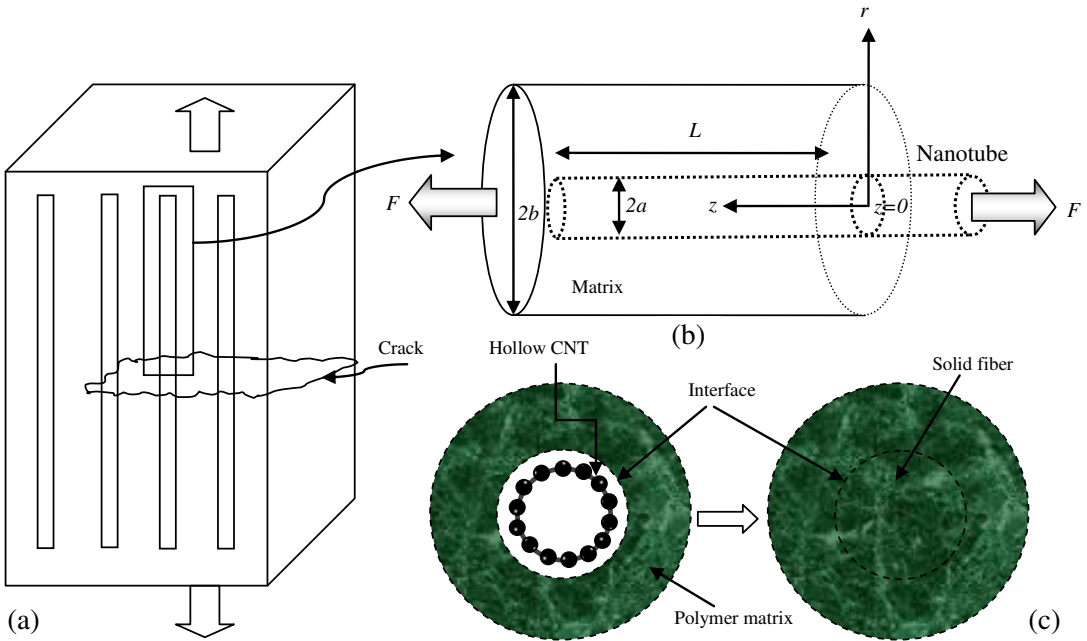 r
L
Nanotube
F
2b
2a
z
z=0
F
Matrix
(b)
Crack
Hollow CNT
Interface
Solid fiber
Polymer matrix
(a)
(c)